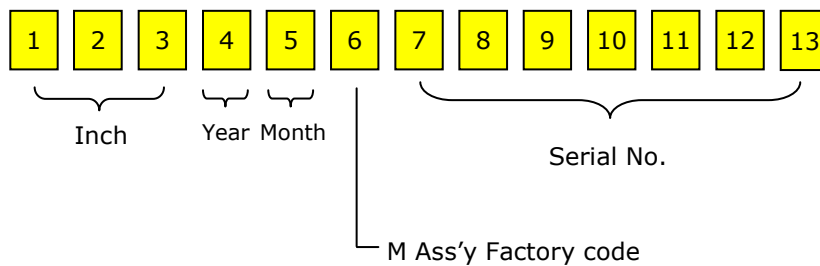 1 2 3 4 5 6 7 8 9 10 11 12 13
Inch Year Month
Serial No.
M Ass'y Factory code